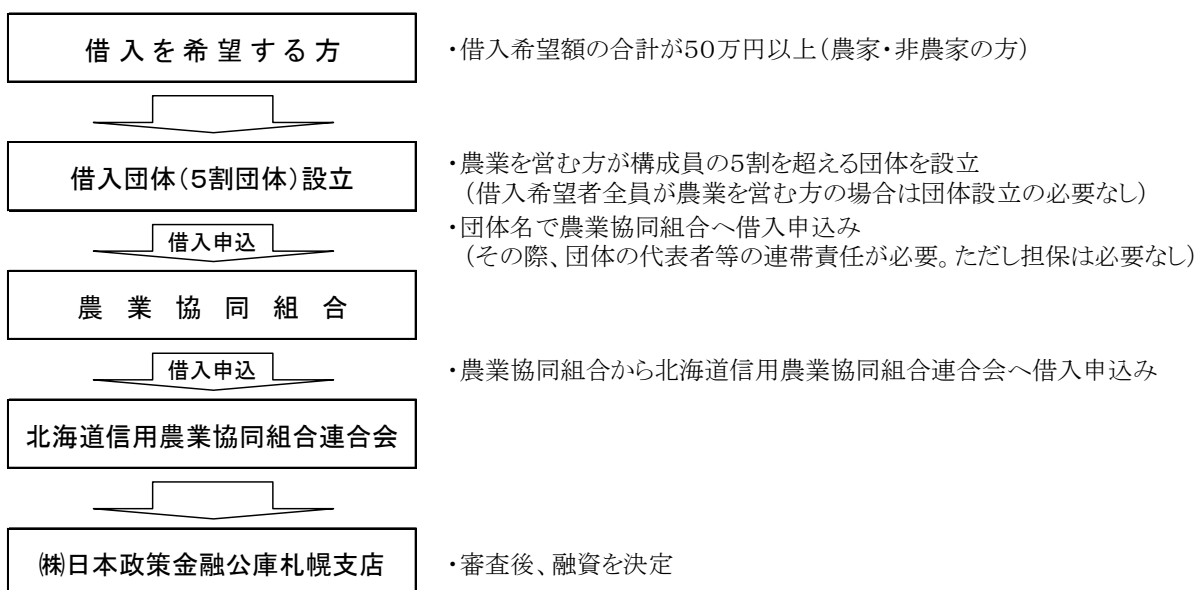 借入を希望する方
・借入希望額の合計が50万円以上(農家・非農家の方)
借入団体(5割団体)設立
・農業を営む方が構成員の5割を超える団体を設立
(借入希望者全員が農業を営む方の場合は団体設立の必要なし)
借入申込
・団体名で農業協同組合へ借入申込み
(その際、団体の代表者等の連帯責任が必要。ただし担保は必要なし)
農業協同組合
借入申込
・農業協同組合から北海道信用農業協同組合連合会へ借入申込み
北海道信用農業協同組合連合会
㈱日本政策金融公庫札幌支店
・審査後、融資を決定